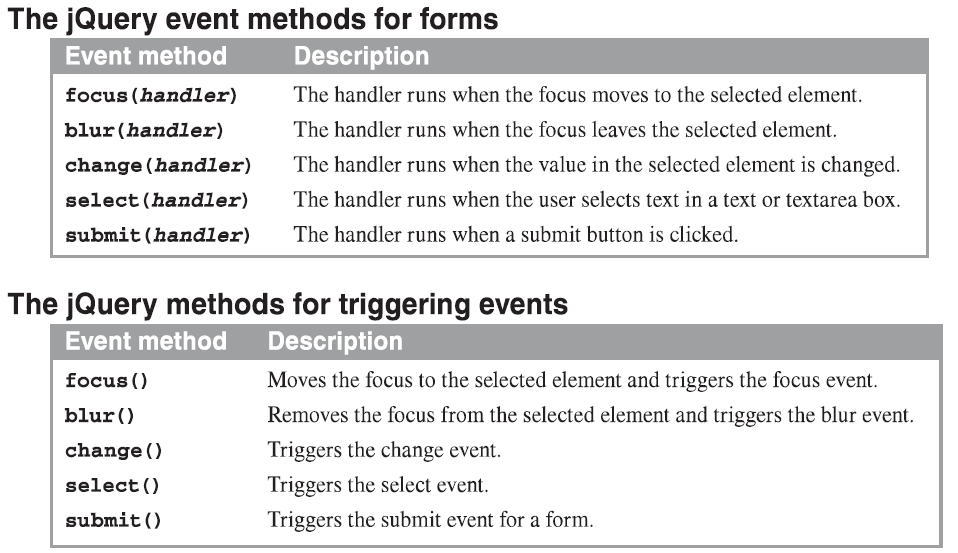 The jQuery event methods for forms
Event method Description
focus(handler) The handler runs when the focus moves to the selected element.
blur(handler) The handler runs when the focus leaves the selected element.
change(handler) The handler runs when the value in the selected element is changed.
select(handler) The handler runs when the user selects text in a text or textarea box.
submit(handler) The handler runs when a submit button is clicked.
The jQuery methods for triggering events
Event method Description
focus() Moves the focus to the selected element and triggers the focus event.
blur() Removes the focus from the selected element and triggers the blur event.
change() Triggers the change event.
select() Triggers the select event.
submit() Triggers the submit event for a form.